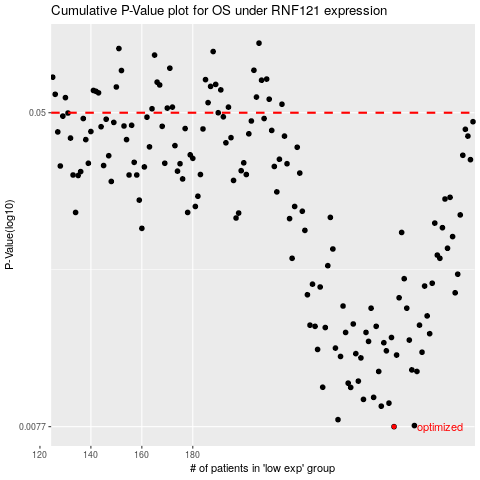 Cumulative P-Value plot for OS under RNF121 expression
P-Value(log10)
0.05
0.0077
optimized
120 140 160 180
# of patients in 'low exp' group